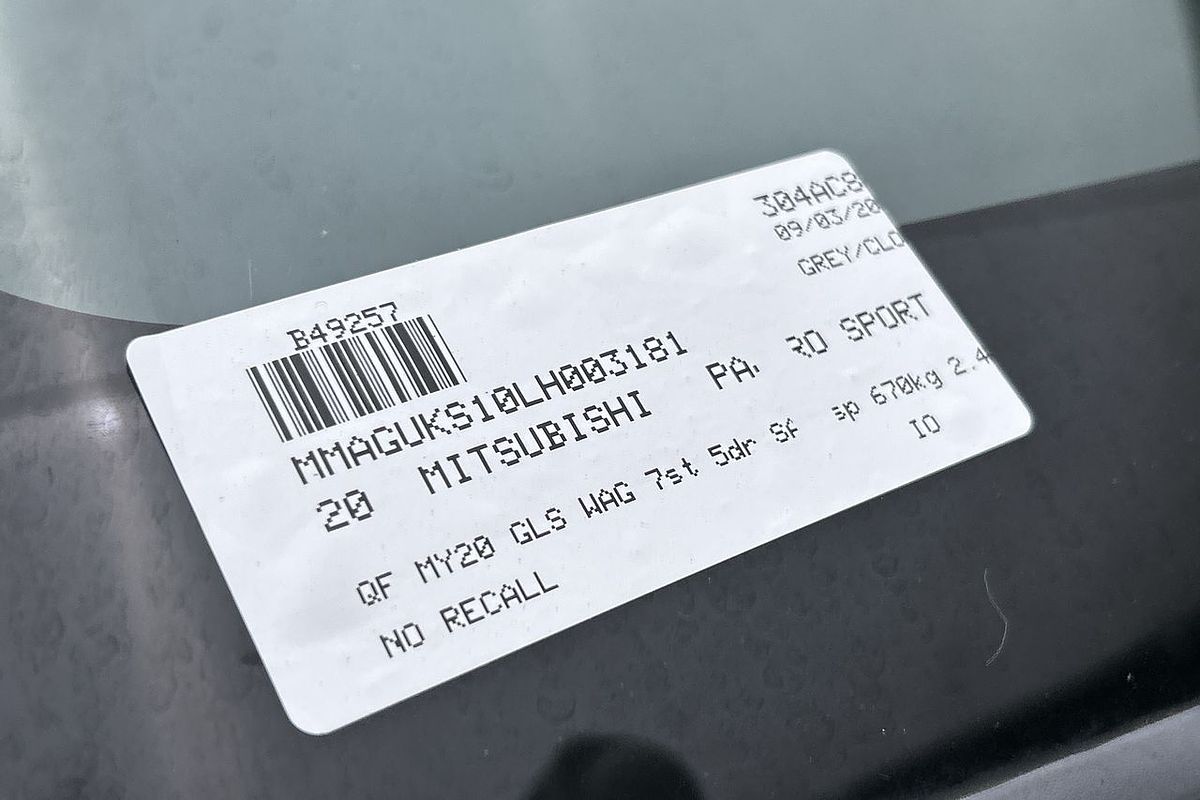 304AC8
09/03/20
GREY/CLO
B49257
MMAGUKS10LH003181
20 MITSUBISHI PA RO SPORT
QF MY20 GLS WAG 7st 5dr Sp 670kg 2.4
NO RECALL IO